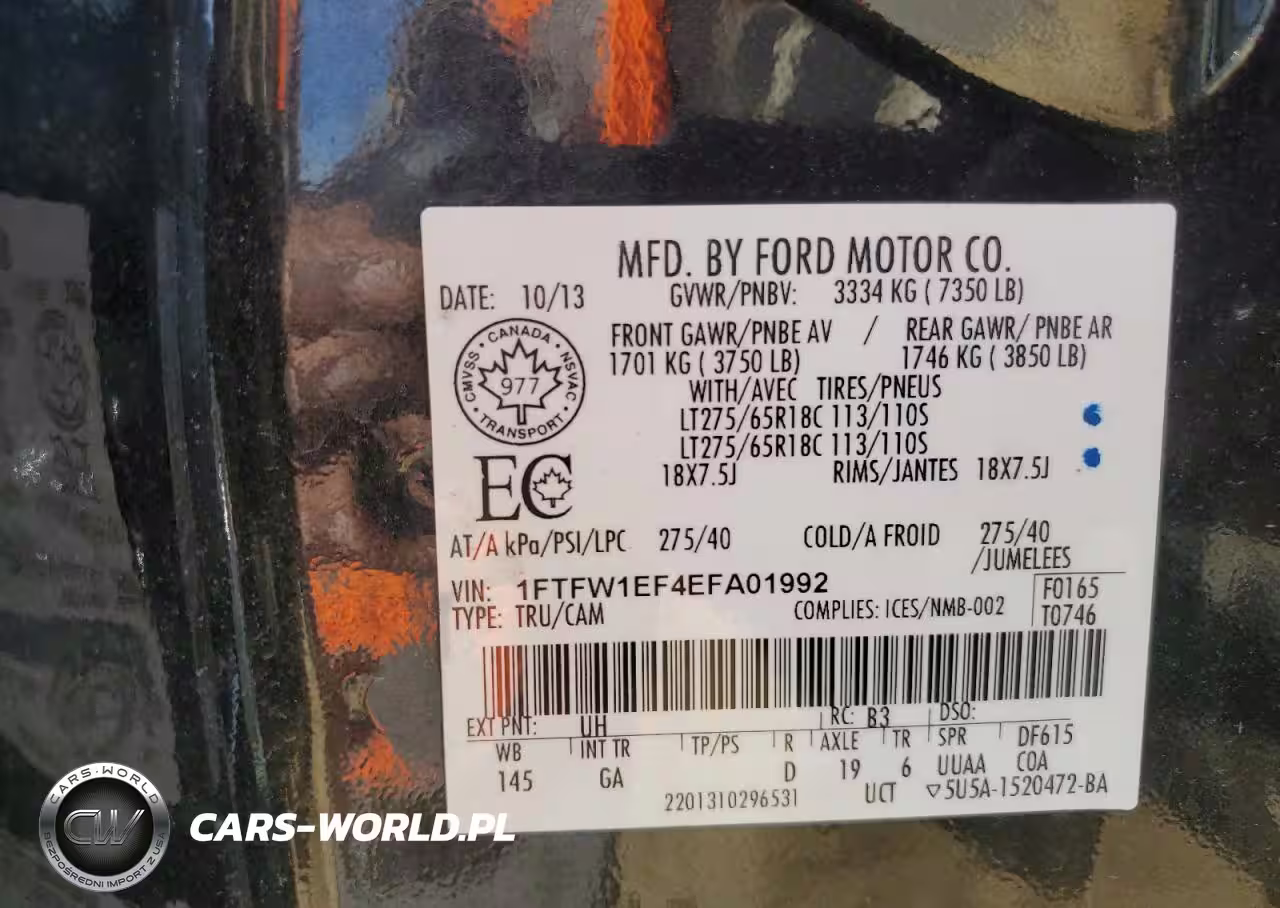 MFD. BY FORD MOTOR CO.
DATE: 10/13 GVWR/PNBV: 3334 KG ( 7350 LB)
FRONT GAWR/PNBE AV / REAR GAWR/ PNBE AR
1701 KG ( 3750 LB) 1746 KG ( 3850 LB)
WITH/AVEC TIRES/PNEUS
LT275/65R18C 113/110S
LT275/65R18C 113/110S
18X7.5J RIMS/JANTES 18X7.5J
CANADA · NSVAC · TRANSPORT · CMVSS
977
EC
AT/A kPa/PSI/LPC 275/40 COLD/A FROID 275/40
/JUMELEES
VIN: 1FTFW1EF4EFA01992 F0165
TYPE: TRU/CAM COMPLIES: ICES/NMB-002 T0746
EXT PNT: UH RC: B3 DSO:
WB INT TR TP/PS R AXLE TR SPR DF615
145 GA D 19 6 UUAA COA
2201310296531 UCT ▽5U5A-1520472-BA
CARS-WORLD
CW
BEZPOŚREDNI IMPORT Z USA
CARS-WORLD.PL